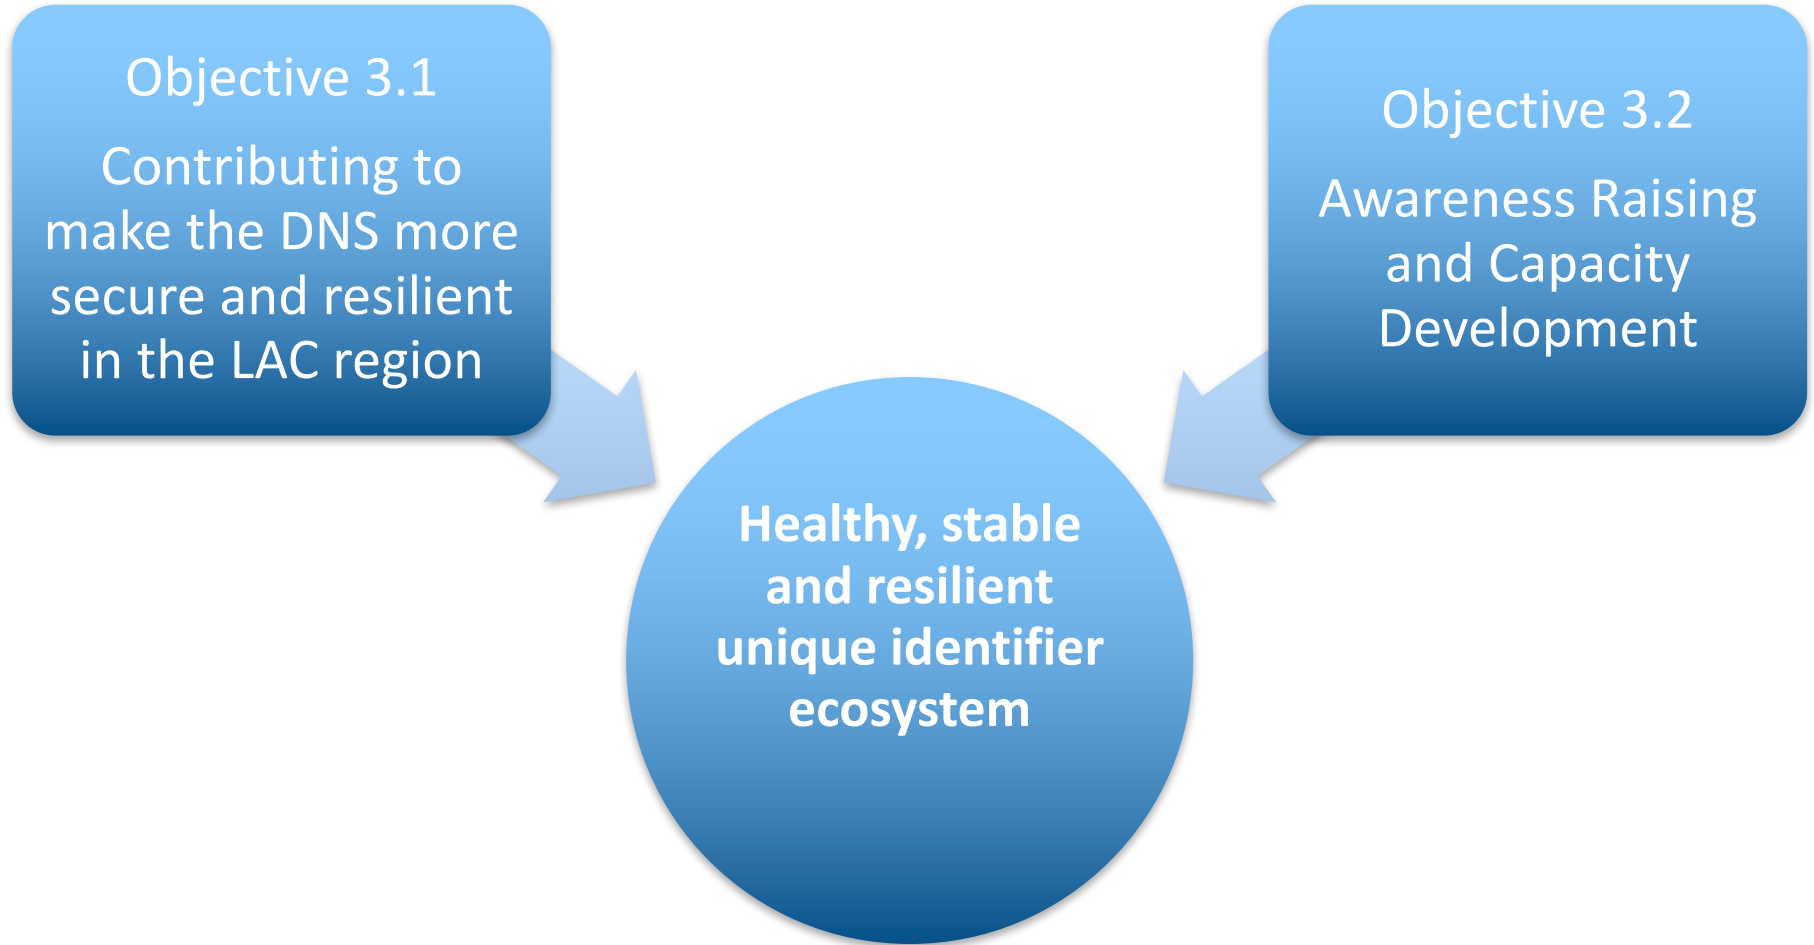 Objective 3.1
Contributing to
make the DNS more
secure and resilient
in the LAC region
Objective 3.2
Awareness Raising
and Capacity
Development
Healthy, stable
and resilient
unique identifier
ecosystem